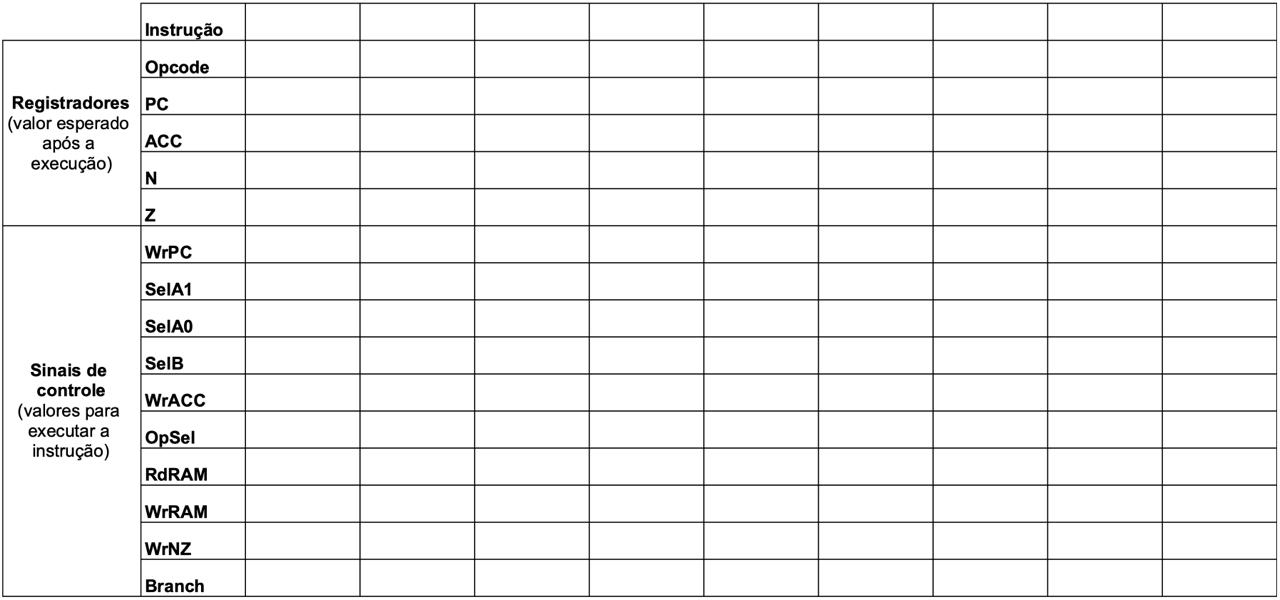 Instrução
Registradores
(valor esperado
após a
execução)
Opcode
PC
ACC
N
Z
Sinais de
controle
(valores para
executar a
instrução)
WrPC
SelA1
SelA0
SelB
WrACC
OpSel
RdRAM
WrRAM
WrNZ
Branch